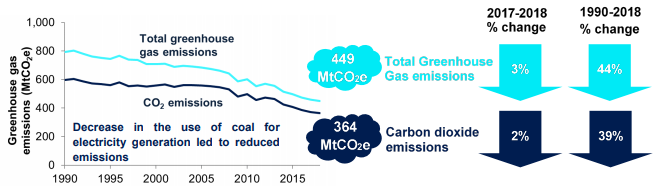 2017-2018
% change
1990-2018
% change
Greenhouse gas
emissions (MtCO₂e)
1,000
800
600
400
200
0
1990
1995
2000
2005
2010
2015
Total greenhouse
gas emissions
CO₂ emissions
Decrease in the use of coal for
electricity generation led to reduced
emissions
449
MtCO₂e
Total Greenhouse
Gas emissions
3%
44%
364
MtCO₂e
Carbon dioxide
emissions
2%
39%